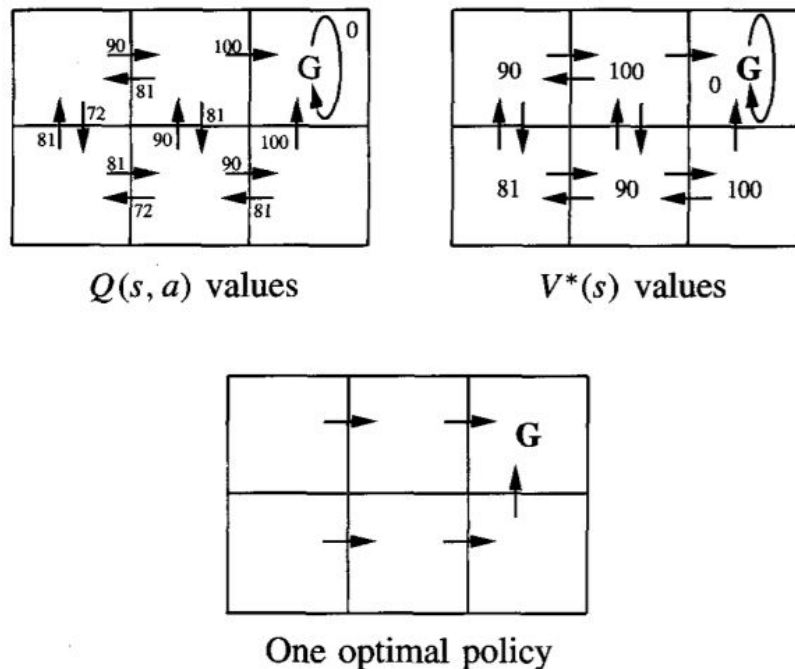 90 100 0
G
81
72 81
81 90 100
81 90
72 81
Q(s, a) values
90 100 0 G
81 90 100
V*(s) values
G
One optimal policy